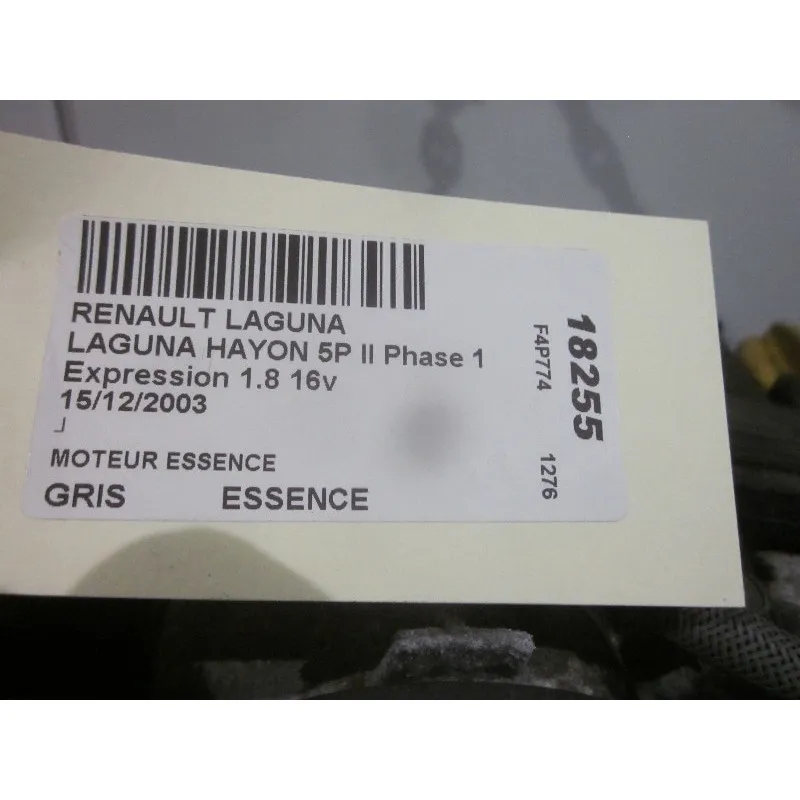 RENAULT LAGUNA
LAGUNA HAYON 5P II Phase 1
Expression 1.8 16v
15/12/2003
MOTEUR ESSENCE
GRIS ESSENCE
F4P774 1276
18255